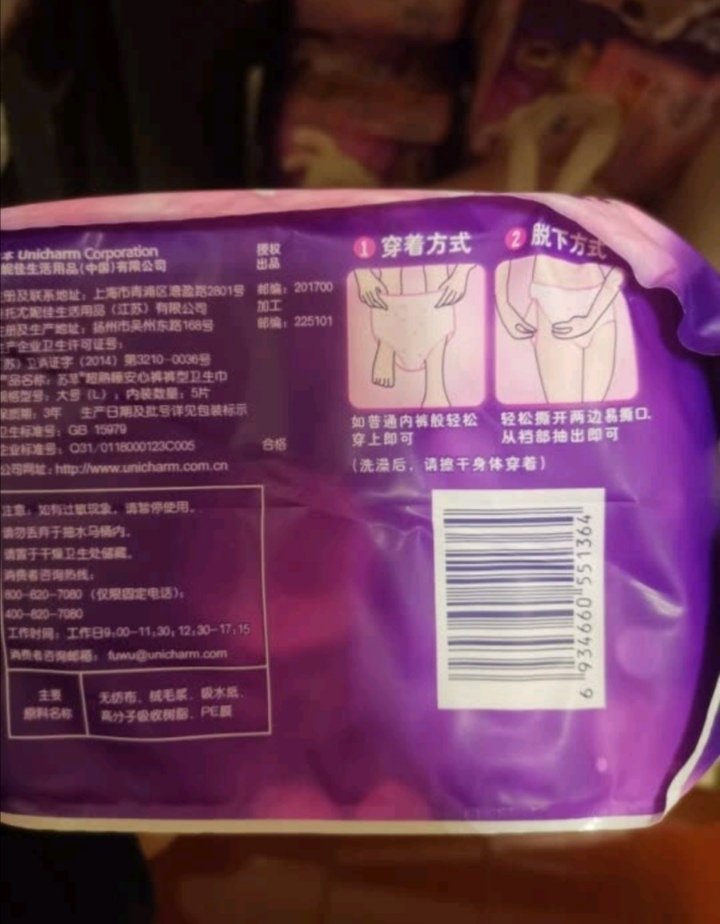 本 Unicharm Corporation 授权
妮佳生活用品(中国)有限公司 出品
册及联系地址：上海市青浦区漕盈路2801号 邮编：201700
托尤妮佳生活用品（江苏）有限公司 加工
册及生产地址：扬州市吴州东路168号 邮编：225101
产企业卫生许可证号：
苏）卫消证字（2014）第3210-0036号
产品名称：苏菲®超熟睡安心裤裤型卫生巾
规格型号：大号（L），内装数量：5片
保质期：3年 生产日期及批号详见包装标示
卫生标准号：GB 15979
企业标准号：Q31/0118000123C005 合格
公司网址：http://www.unicharm.com.cn
注意：如有过敏现象，请暂停使用。
请勿丢弃于抽水马桶内。
请置于干燥卫生处储藏。
消费者咨询热线：
800-820-7080（仅限固定电话）；
400-820-7080
工作时间：工作日9:00-11:30；12:30-17:15
消费者咨询邮箱：fuwu@unicharm.com
主要
原料名称
无纺布、绒毛浆、吸水纸、
高分子吸收树脂、PE膜
1 穿着方式
如普通内裤般轻松
穿上即可
2 脱下方式
轻松撕开两边易撕口，
从裆部抽出即可
(洗澡后，请擦干身体穿着)
6 934660 551364